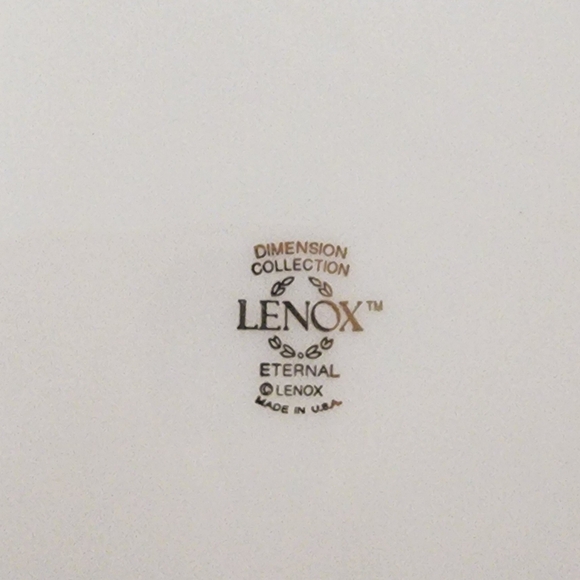 DIMENSION
COLLECTION
LENOX™
ETERNAL
© LENOX
MADE IN U.S.A.